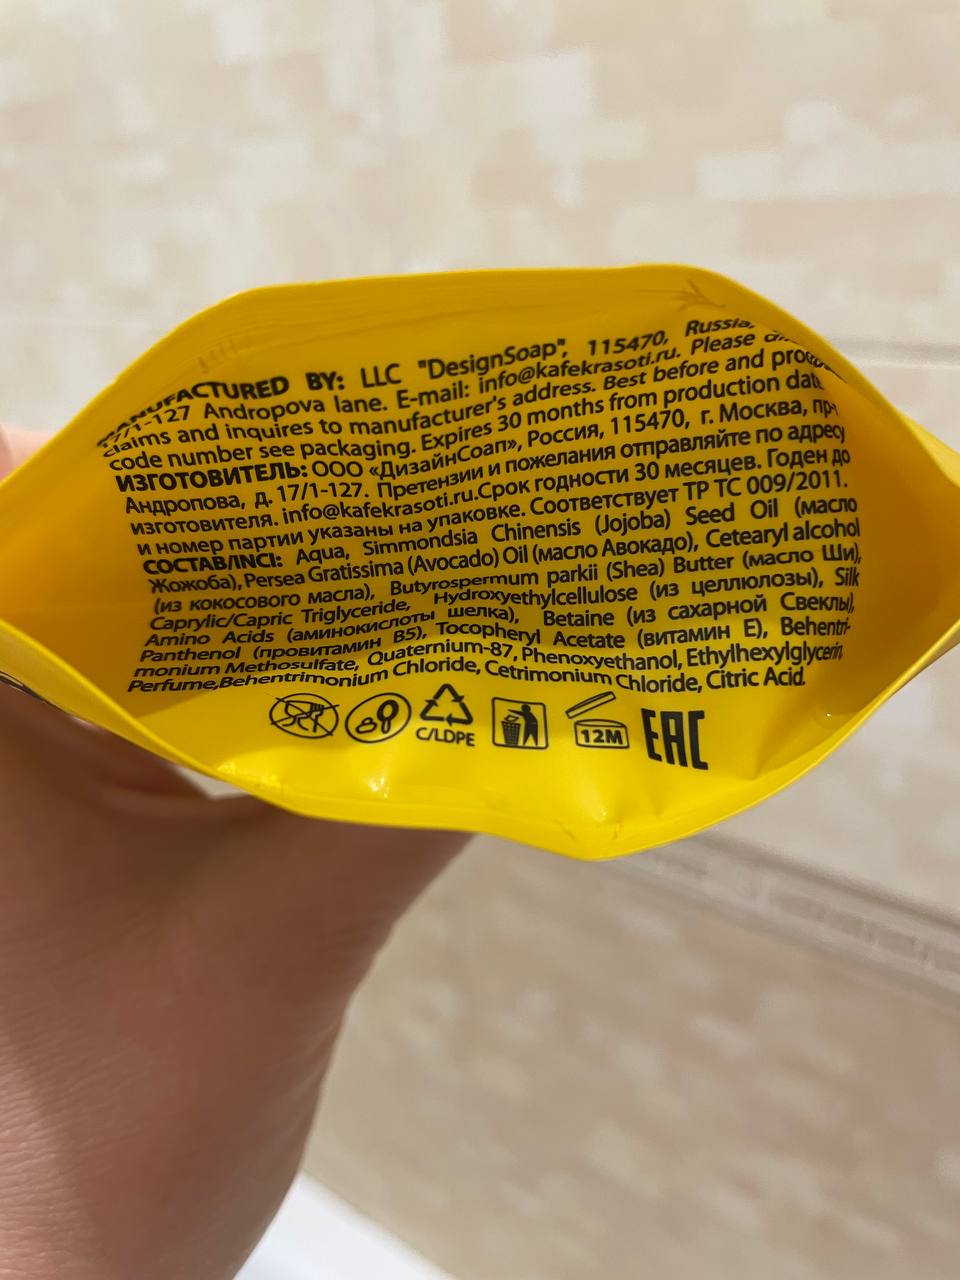 MANUFACTURED BY: LLC "DesignSoap", 115470, Russia,
17/1-127 Andropova lane. E-mail: info@kafekrasoti.ru. Please
claims and inquires to manufacturer's address. Best before and
code number see packaging. Expires 30 months from production date.
ИЗГОТОВИТЕЛЬ: ООО «ДизайнСоап», Россия, 115470, г. Москва,
Андропова, д. 17/1-127. Претензии и пожелания отправляйте по адресу
изготовителя. info@kafekrasoti.ru.Срок годности 30 месяцев. Годен до
и номер партии указаны на упаковке. Соответствует ТР ТС 009/2011.
СОСТАВ/INCI: Aqua, Simmondsia Chinensis (Jojoba) Seed Oil (масло
Жожоба), Persea Gratissima (Avocado) Oil (масло Авокадо), Cetearyl alcohol
(из кокосового масла), Butyrospermum parkii (Shea) Butter (масло Ши),
Caprylic/Capric Triglyceride, Hydroxyethylcellulose (из целлюлозы), Silk
Amino Acids (аминокислоты шелка), Betaine (из сахарной Свеклы),
Panthenol (провитамин B5), Tocopheryl Acetate (витамин Е), Behentri-
monium Methosulfate, Quaternium-87, Phenoxyethanol, Ethylhexylglycerin,
Perfume,Behentrimonium Chloride, Cetrimonium Chloride, Citric Acid.
C/LDPE
12M
EAC